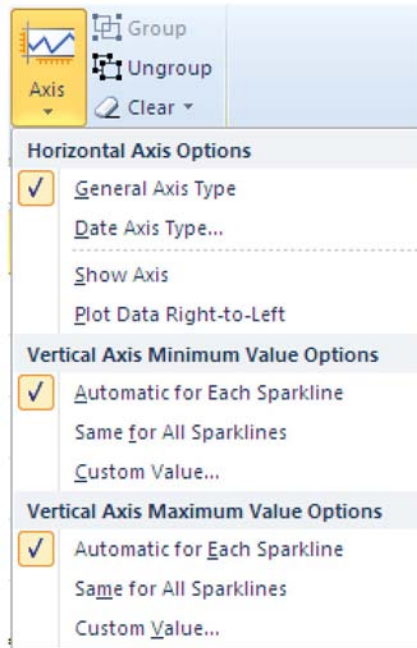 Axis
Group
Ungroup
Clear
Horizontal Axis Options
General Axis Type
Date Axis Type...
Show Axis
Plot Data Right-to-Left
Vertical Axis Minimum Value Options
Automatic for Each Sparkline
Same for All Sparklines
Custom Value...
Vertical Axis Maximum Value Options
Automatic for Each Sparkline
Same for All Sparklines
Custom Value...